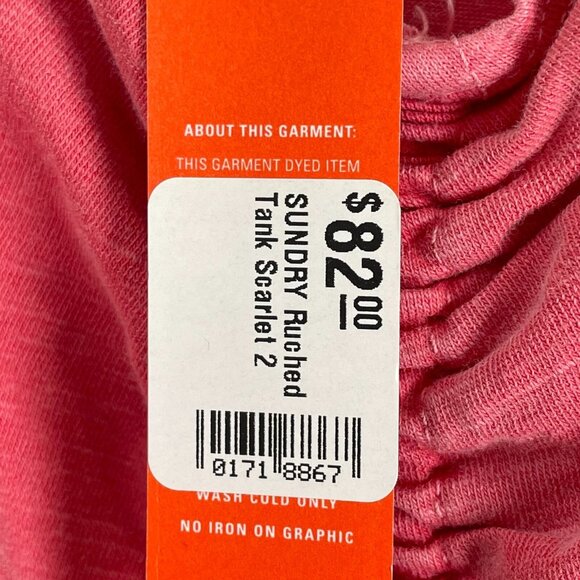 ABOUT THIS GARMENT:
THIS GARMENT DYED ITEM
$82.00
SUNDRY Ruched
Tank Scarlet 2
0171 8867
WASH COLD ONLY
NO IRON ON GRAPHIC